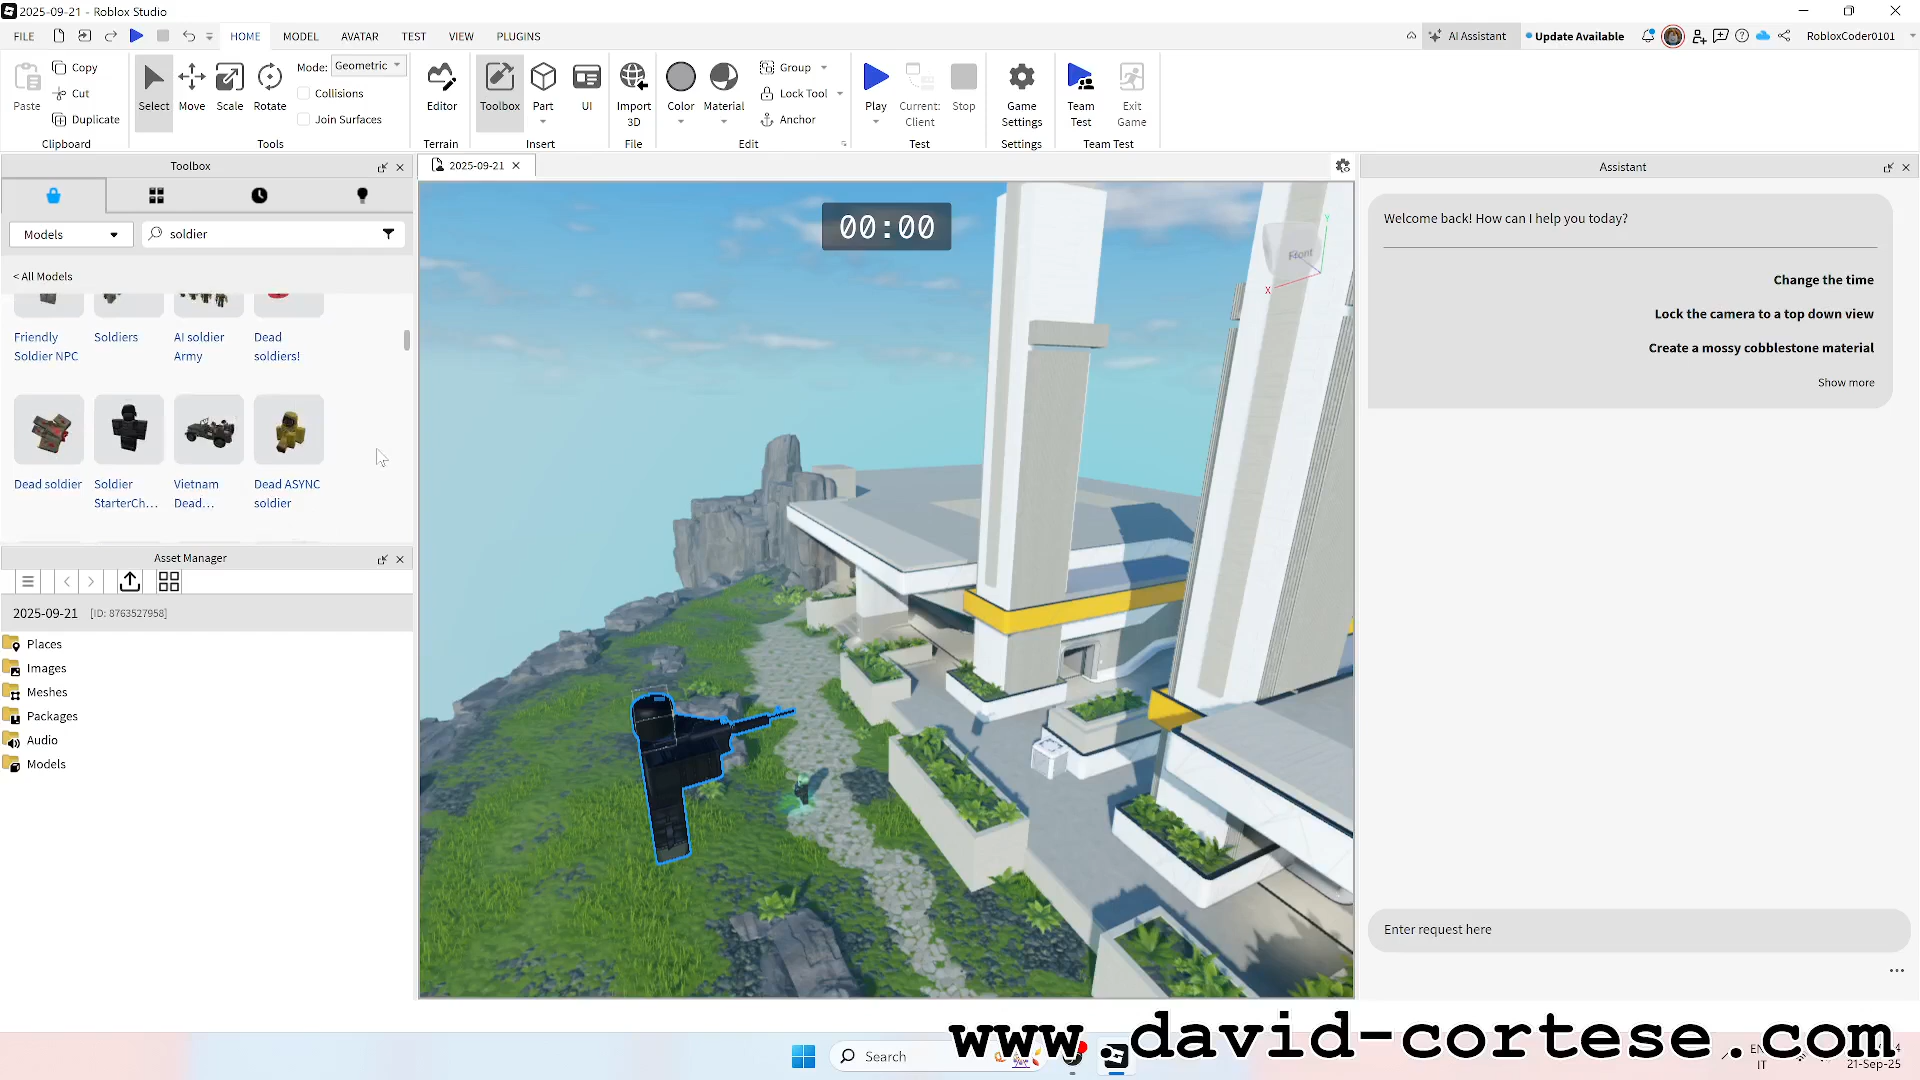 2025-09-21 - Roblox Studio
FILE
HOME MODEL AVATAR TEST VIEW PLUGINS
AI Assistant
Update Available
RobloxCoder0101
Paste
Copy
Cut
Duplicate
Clipboard
Select
Move
Scale
Rotate
Mode: Geometric
Collisions
Join Surfaces
Tools
Editor
Terrain
Toolbox
Part
UI
Insert
Import
3D
File
Color
Material
Group
Lock Tool
Anchor
Edit
Play
Current:
Client
Stop
Test
Game
Settings
Settings
Team
Test
Exit
Game
Team Test
Toolbox
Models
soldier
< All Models
Friendly
Soldier NPC
Soldiers
AI soldier
Army
Dead
soldiers!
Dead soldier
Soldier
StarterCh...
Vietnam
Dead...
Dead ASYNC
soldier
Asset Manager
2025-09-21 [ID: 8763527958]
Places
Images
Meshes
Packages
Audio
Models
2025-09-21
00:00
Front
Y
X
Assistant
Welcome back! How can I help you today?
Change the time
Lock the camera to a top down view
Create a mossy cobblestone material
Show more
Enter request here
Search
www.david-cortese.com
IT
21-Sep-25